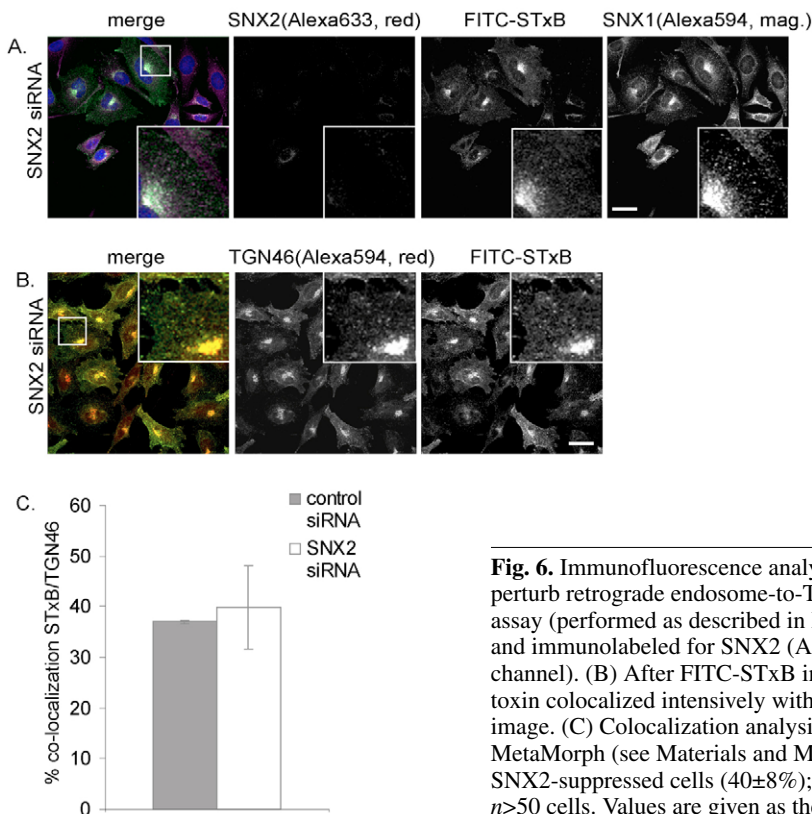 merge
SNX2(Alexa633, red)
FITC-STxB
SNX1(Alexa594, mag.)
A.
SNX2 siRNA
merge
TGN46(Alexa594, red)
FITC-STxB
B.
SNX2 siRNA
C.
% co-localization STxB/TGN46
60
50
40
30
20
10
0
control
siRNA
SNX2
siRNA
Fig. 6. Immunofluorescence analy
perturb retrograde endosome-to-T
assay (performed as described in
and immunolabeled for SNX2 (A
channel). (B) After FITC-STxB in
toxin colocalized intensively with
image. (C) Colocalization analysis
MetaMorph (see Materials and M
SNX2-suppressed cells (40±8%);
n>50 cells. Values are given as the